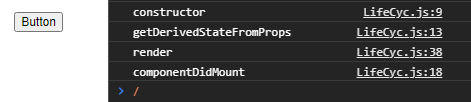 Button
constructor LifeCyc.js:9
getDerivedStateFromProps LifeCyc.js:13
render LifeCyc.js:38
componentDidMount LifeCyc.js:18
> /